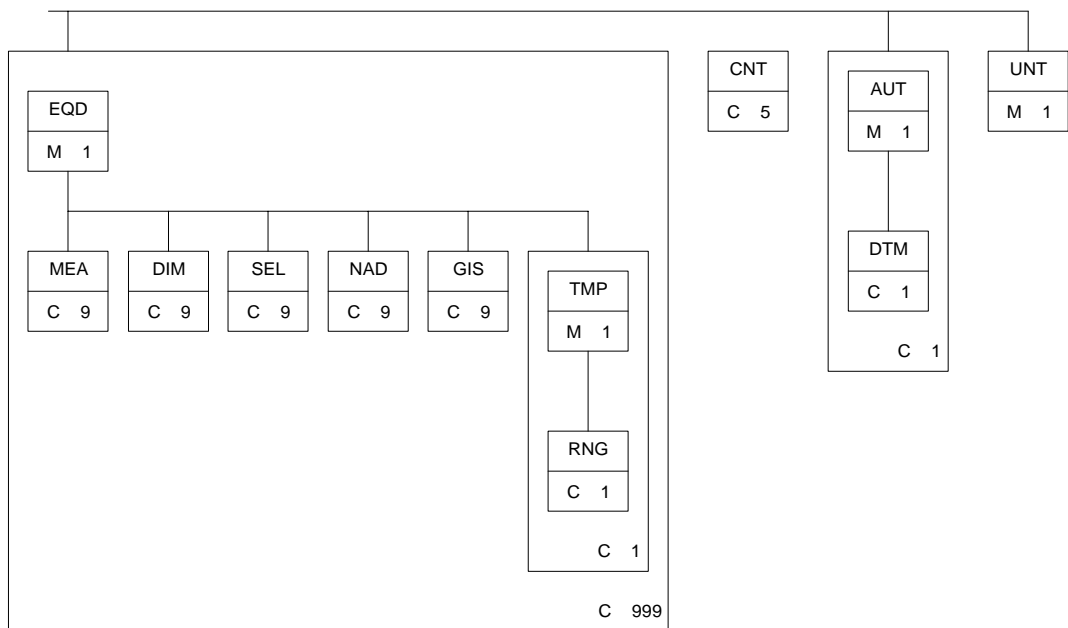 EQD
M 1
MEA
C 9
DIM
C 9
SEL
C 9
NAD
C 9
GIS
C 9
TMP
M 1
RNG
C 1
C 1
C 999
CNT
C 5
AUT
M 1
DTM
C 1
C 1
UNT
M 1